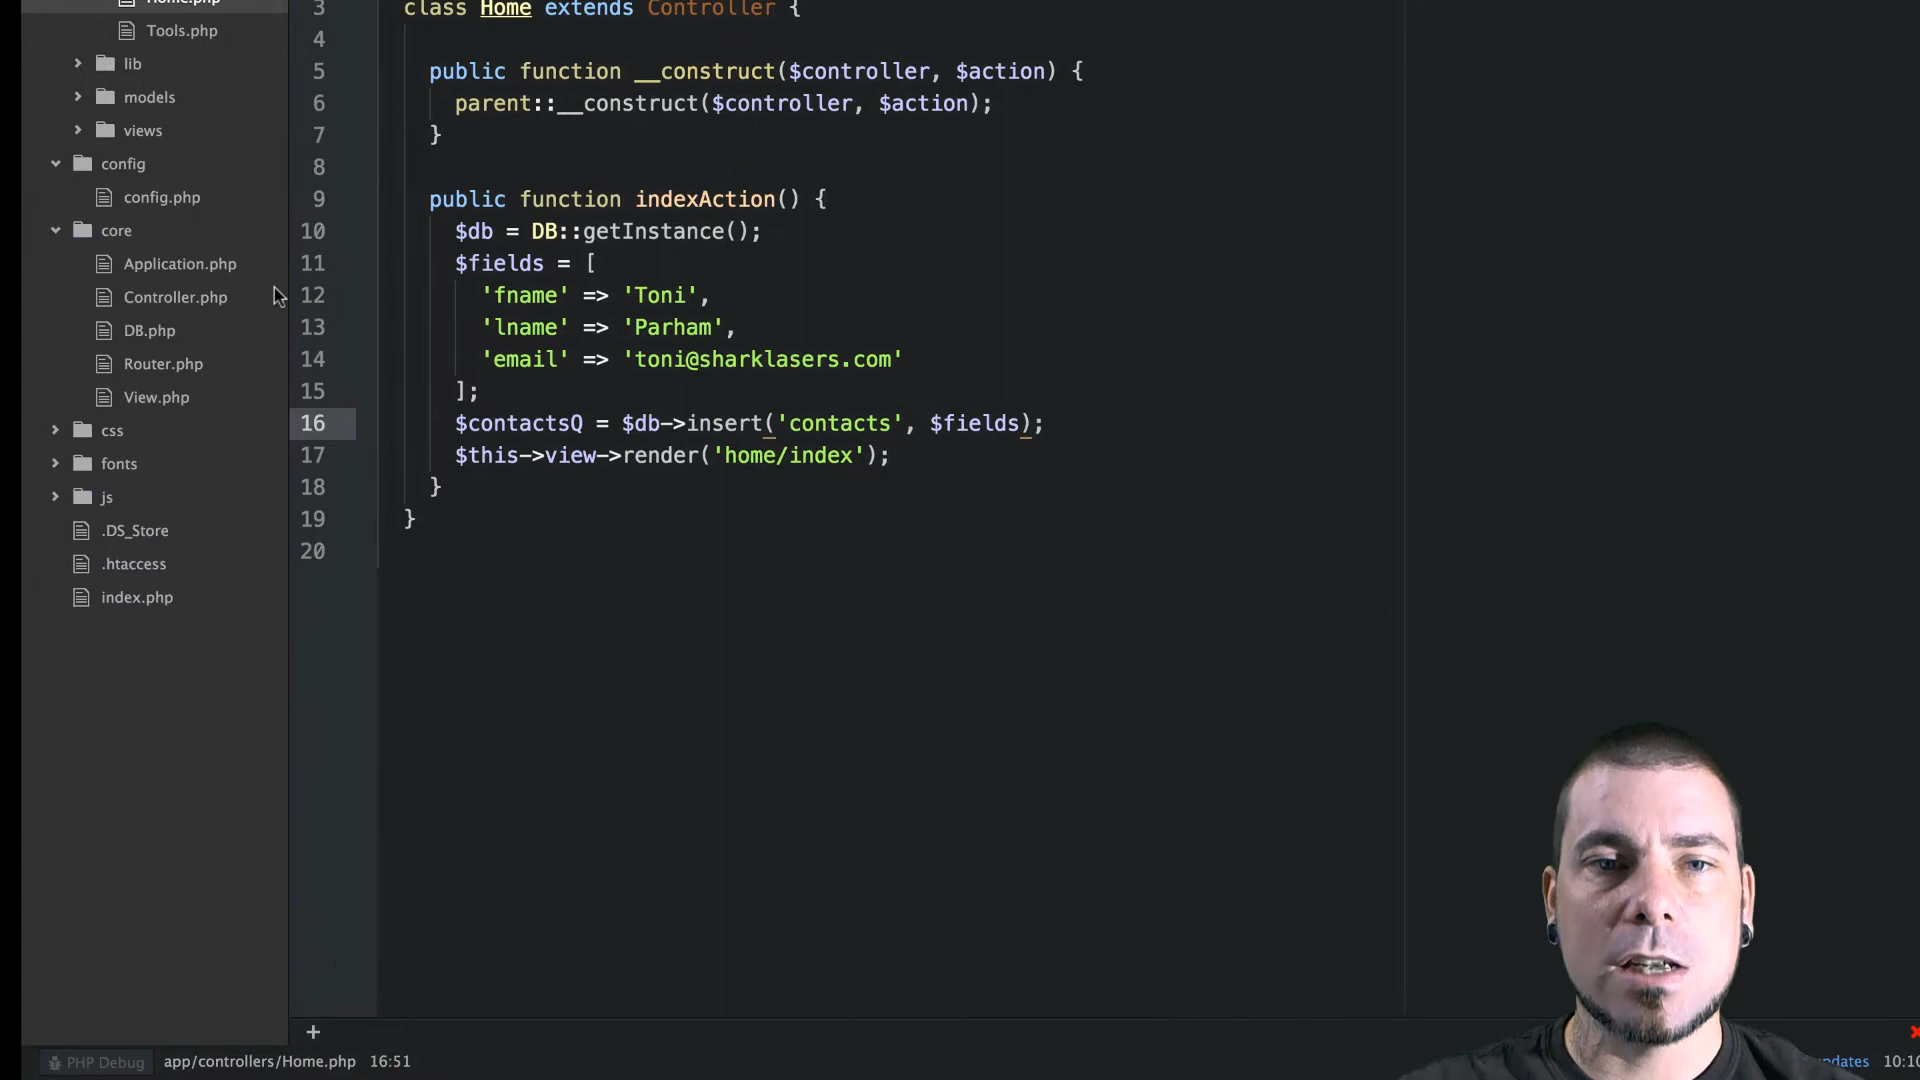 Home.php
Tools.php
lib
models
views
config
config.php
core
Application.php
Controller.php
DB.php
Router.php
View.php
css
fonts
js
.DS_Store
.htaccess
index.php
3 class Home extends Controller {
4
5 public function __construct($controller, $action) {
6 parent::__construct($controller, $action);
7 }
8
9 public function indexAction() {
10 $db = DB::getInstance();
11 $fields = [
12 'fname' => 'Toni',
13 'lname' => 'Parham',
14 'email' => 'toni@sharklasers.com'
15 ];
16 $contactsQ = $db->insert('contacts', $fields);
17 $this->view->render('home/index');
18 }
19 }
20
+
PHP Debug app/controllers/Home.php 16:51 updates 10:10